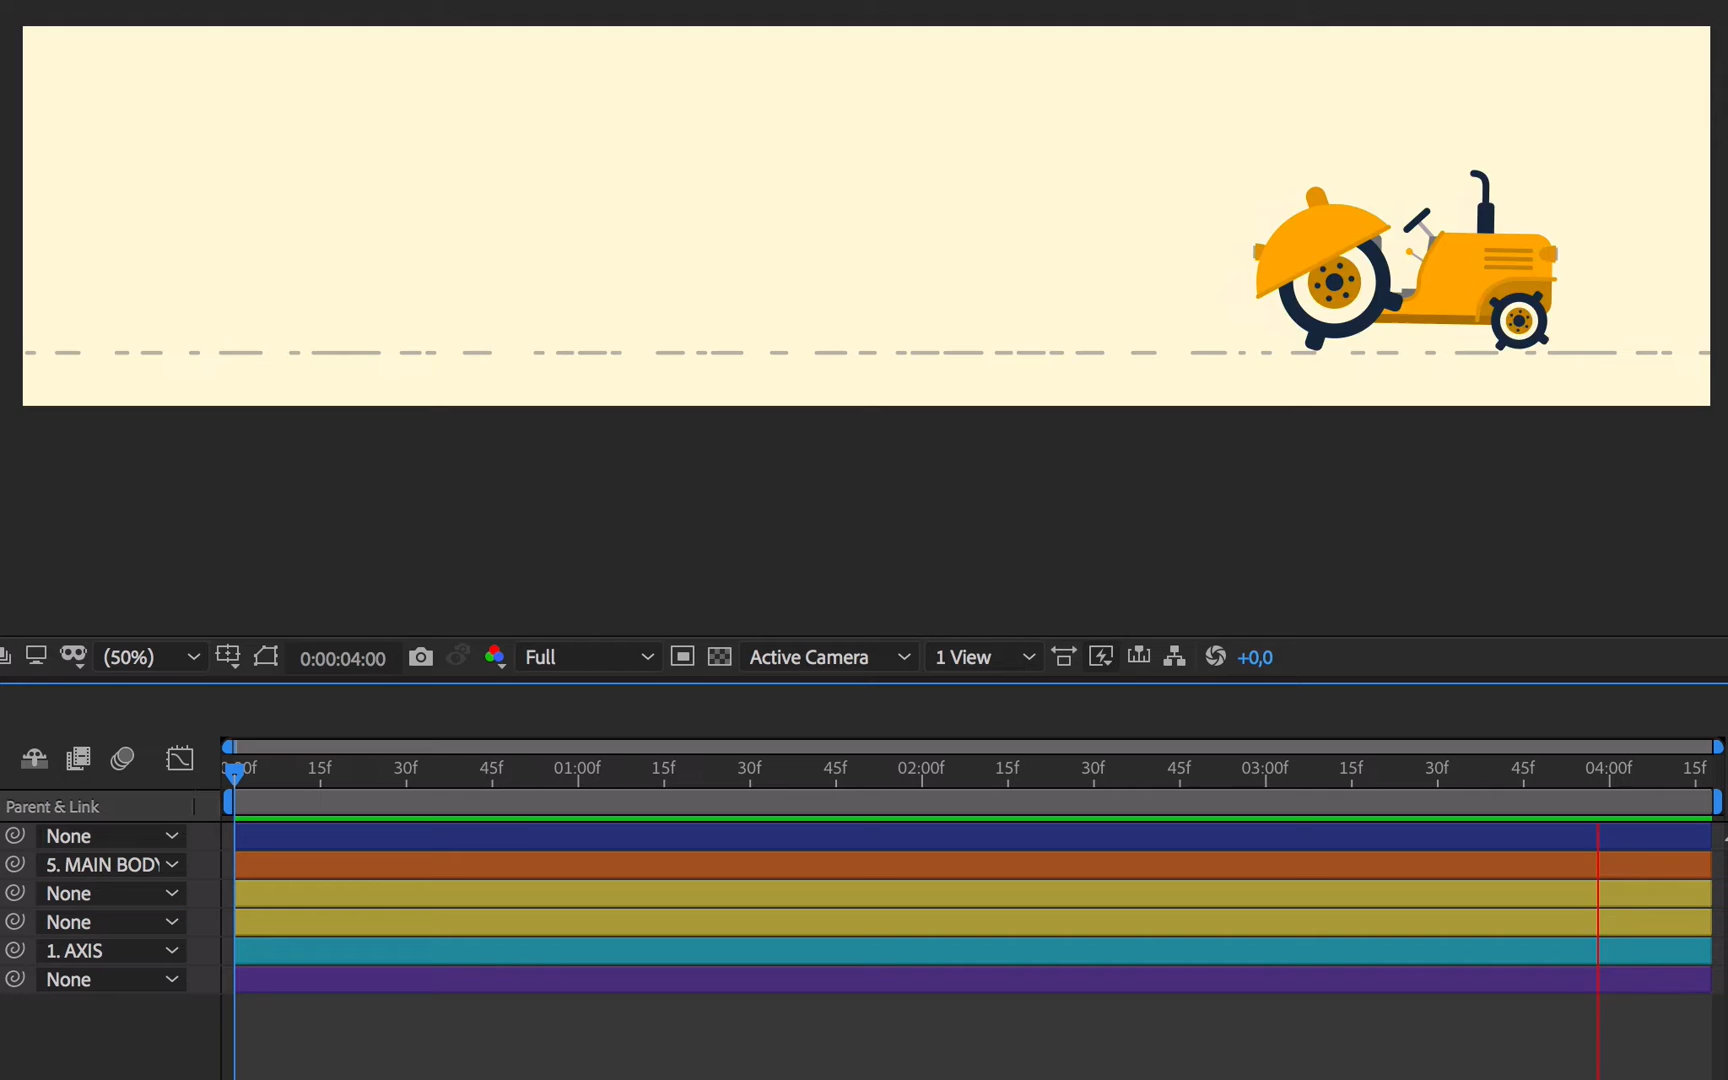 (50%) 0:00:04:00 Full Active Camera 1 View +0,0
15f 30f 45f 01:00f 15f 30f 45f 02:00f 15f 30f 45f 03:00f 15f 30f 45f 04:00f 15f
Parent & Link
None
5. MAIN BODY
None
None
1. AXIS
None